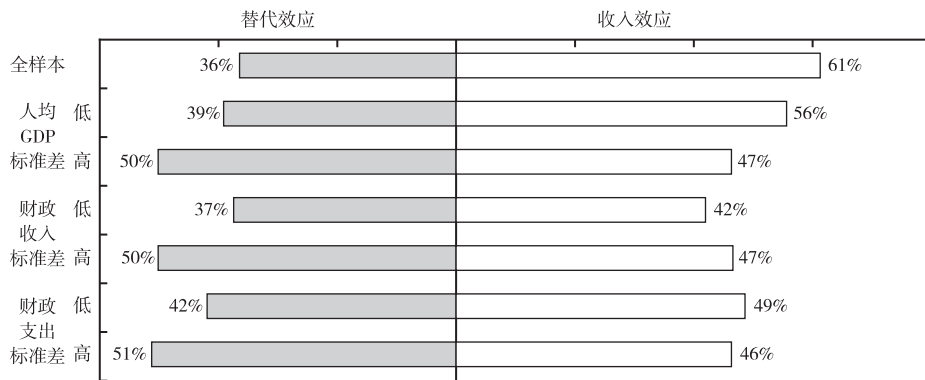 替代效应 收入效应
全样本 36% 61%
人均 低 39% 56%
GDP
标准差 高 50% 47%
财政 低 37% 42%
收入
标准差 高 50% 47%
财政 低 42% 49%
支出
标准差 高 51% 46%